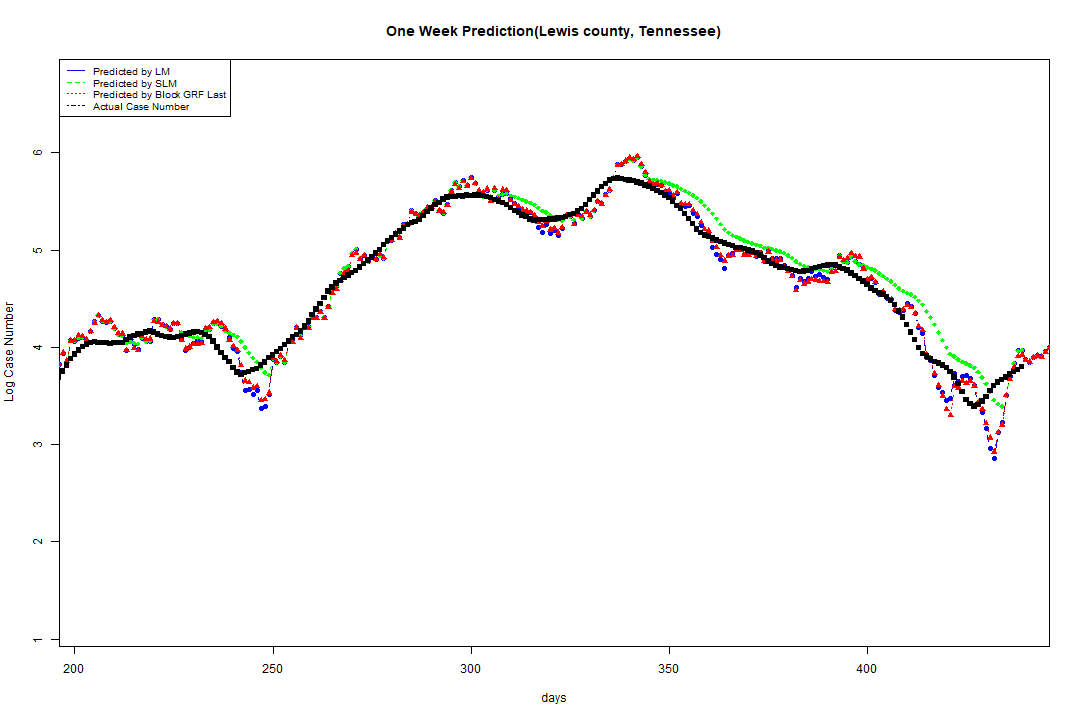 One Week Prediction(Lewis county, Tennessee)
Predicted by LM
Predicted by SLM
Predicted by Block GRF Last
Actual Case Number
6
5
4
3
2
1
Log Case Number
200 250 300 350 400
days